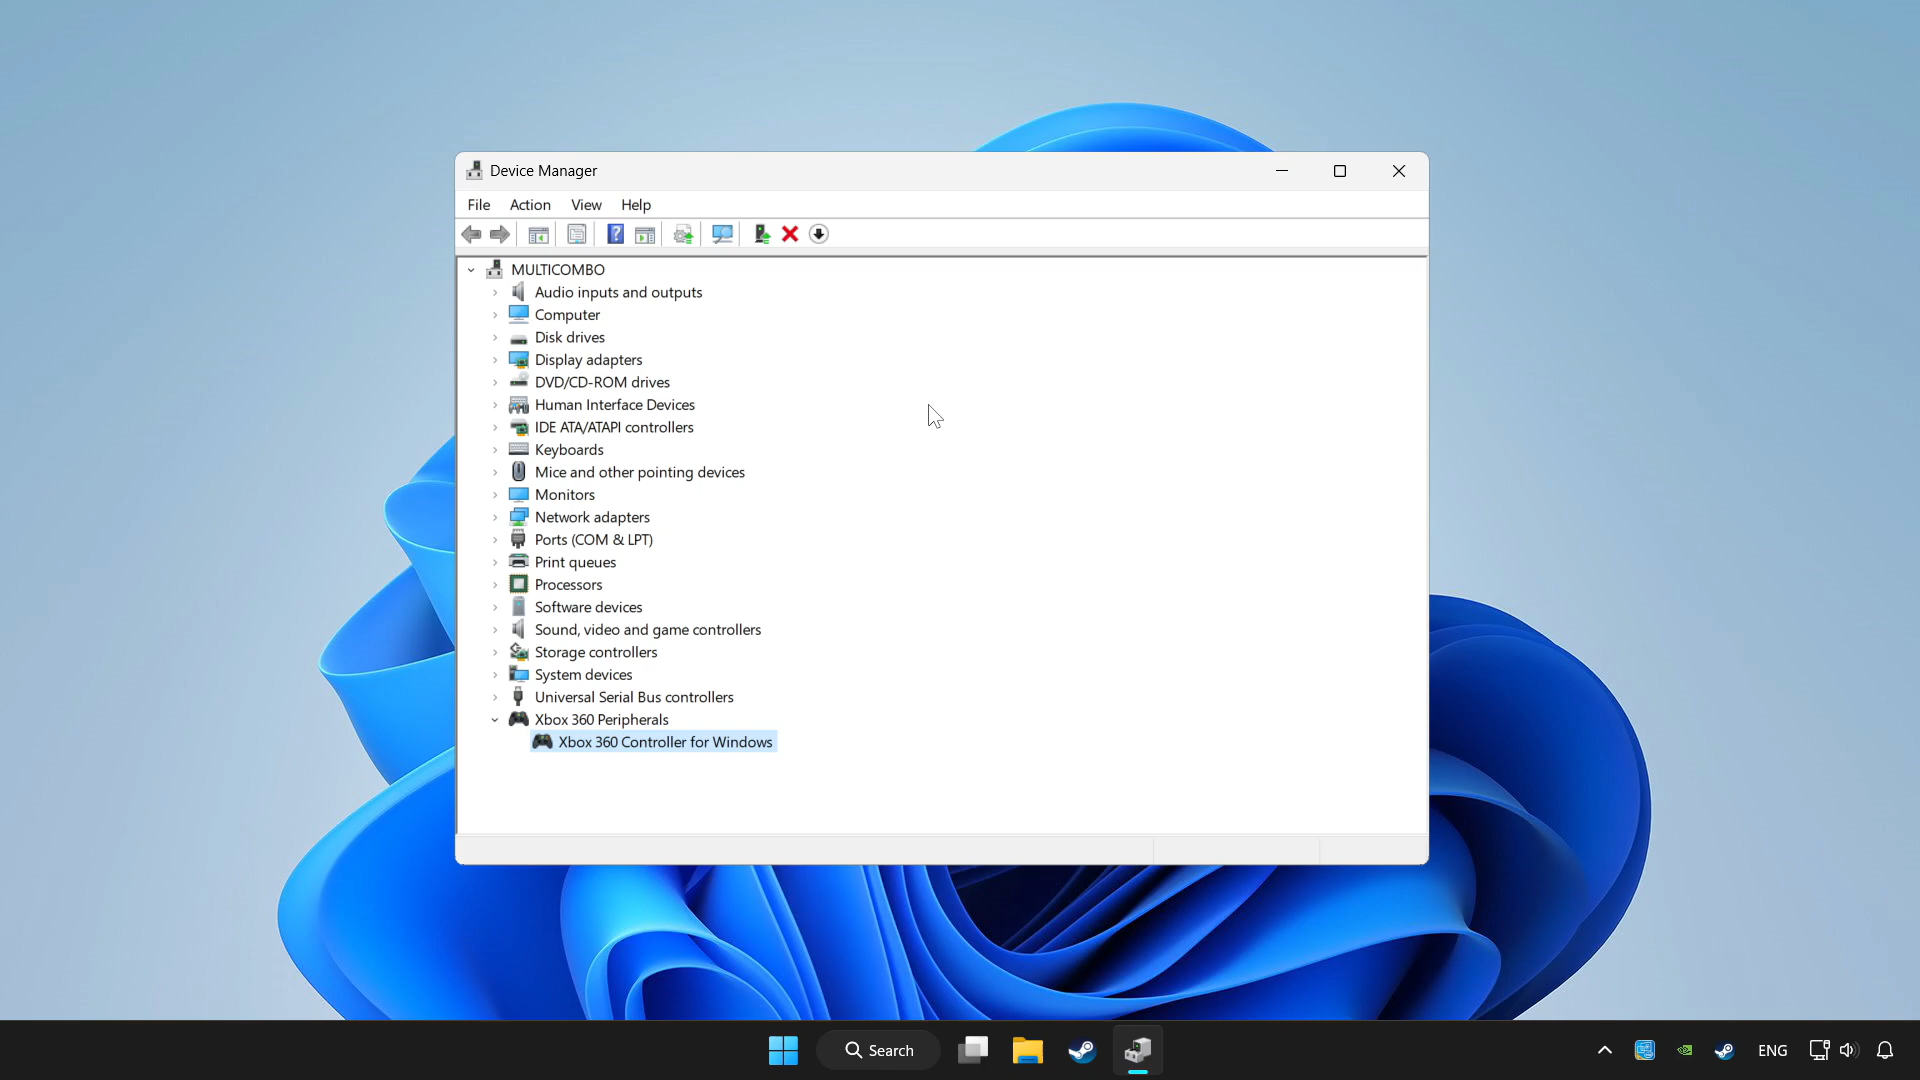 Device Manager
File Action View Help
MULTICOMBO
Audio inputs and outputs
Computer
Disk drives
Display adapters
DVD/CD-ROM drives
Human Interface Devices
IDE ATA/ATAPI controllers
Keyboards
Mice and other pointing devices
Monitors
Network adapters
Ports (COM & LPT)
Print queues
Processors
Software devices
Sound, video and game controllers
Storage controllers
System devices
Universal Serial Bus controllers
Xbox 360 Peripherals
Xbox 360 Controller for Windows
Search ENG